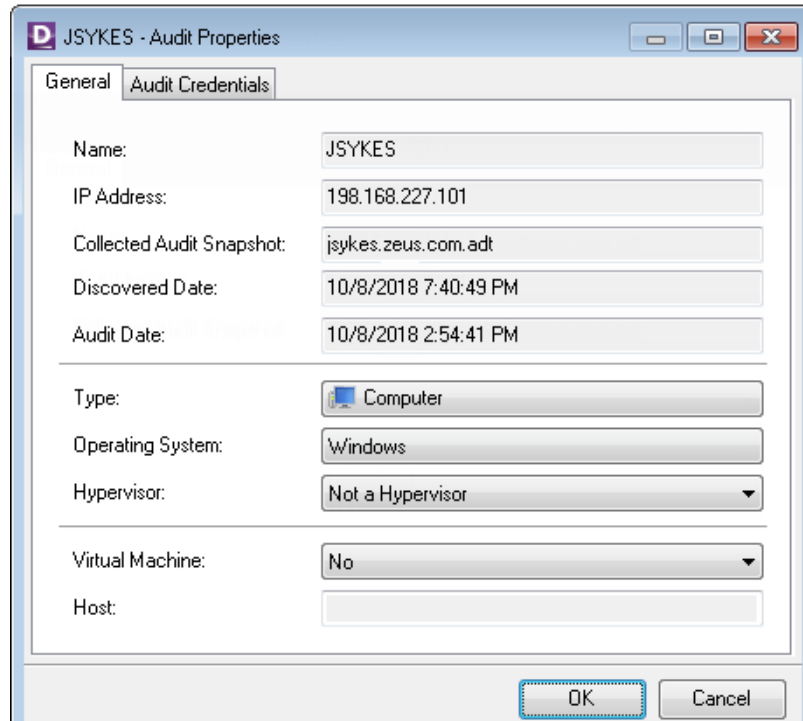 D JSYKES - Audit Properties
General Audit Credentials
Name: JSYKES
IP Address: 198.168.227.101
Collected Audit Snapshot: jsykes.zeus.com.adt
Discovered Date: 10/8/2018 7:40:49 PM
Audit Date: 10/8/2018 2:54:41 PM
Type: Computer
Operating System: Windows
Hypervisor: Not a Hypervisor
Virtual Machine: No
Host:
OK Cancel